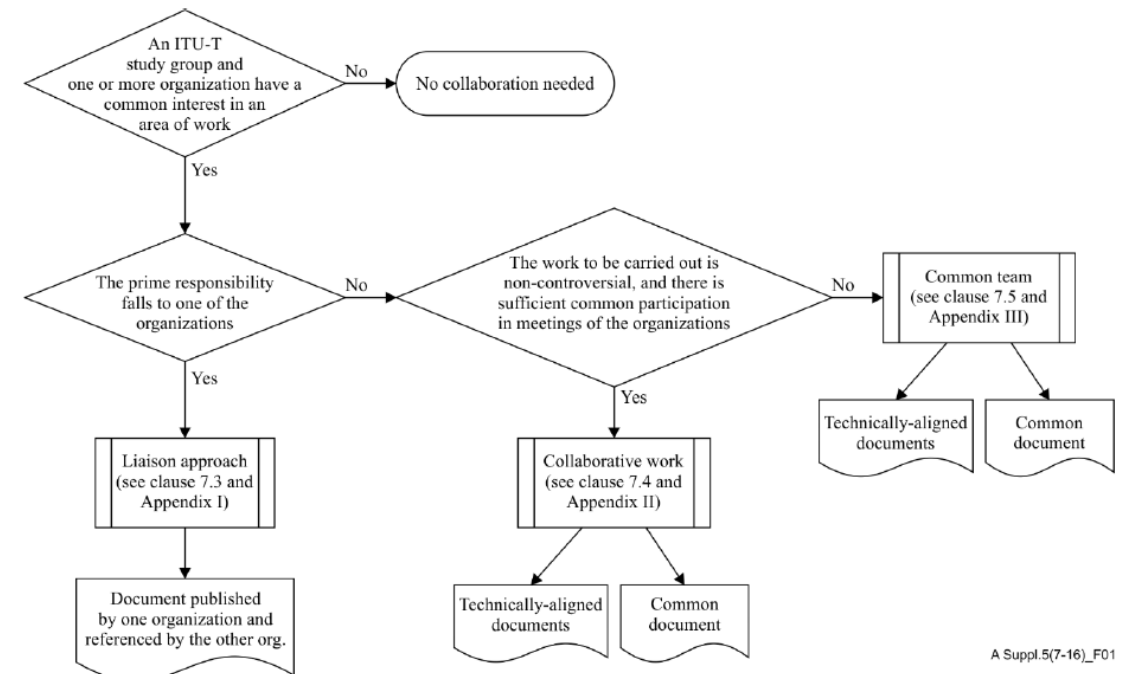 An ITU-T
study group and
one or more organization have a
common interest in an
area of work
No
No collaboration needed
Yes
The prime responsibility
falls to one of the
organizations
No
The work to be carried out is
non-controversial, and there is
sufficient common participation
in meetings of the organizations
No
Common team
(see clause 7.5 and
Appendix III)
Yes
Yes
Technically-aligned
documents
Common
document
Liaison approach
(see clause 7.3 and
Appendix I)
Collaborative work
(see clause 7.4 and
Appendix II)
Document published
by one organization and
referenced by the other org.
Technically-aligned
documents
Common
document
A Suppl.5(7-16)_F01